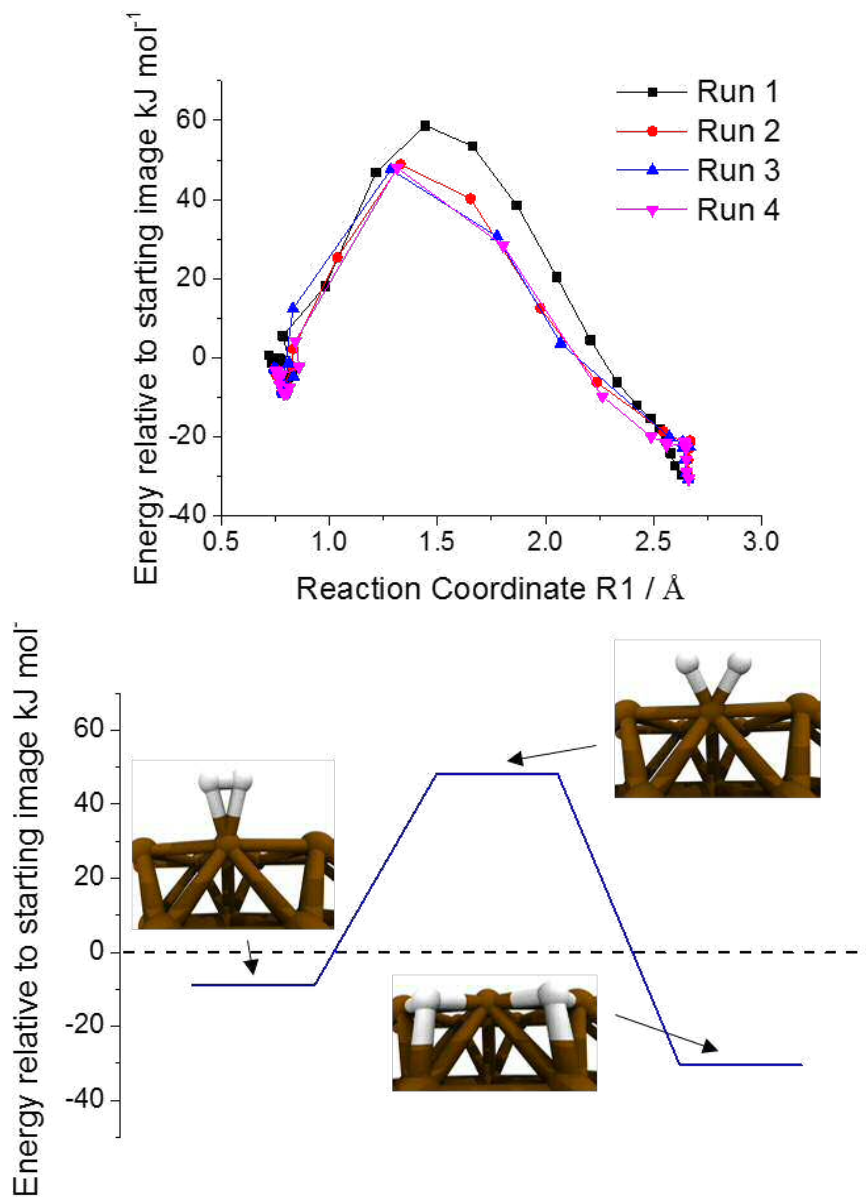 Energy relative to starting image kJ mol⁻¹
60
40
20
0
-20
-40
Run 1
Run 2
Run 3
Run 4
0.5 1.0 1.5 2.0 2.5 3.0
Reaction Coordinate R1 / Å
Energy relative to starting image kJ mol⁻
60
40
20
0
-20
-40